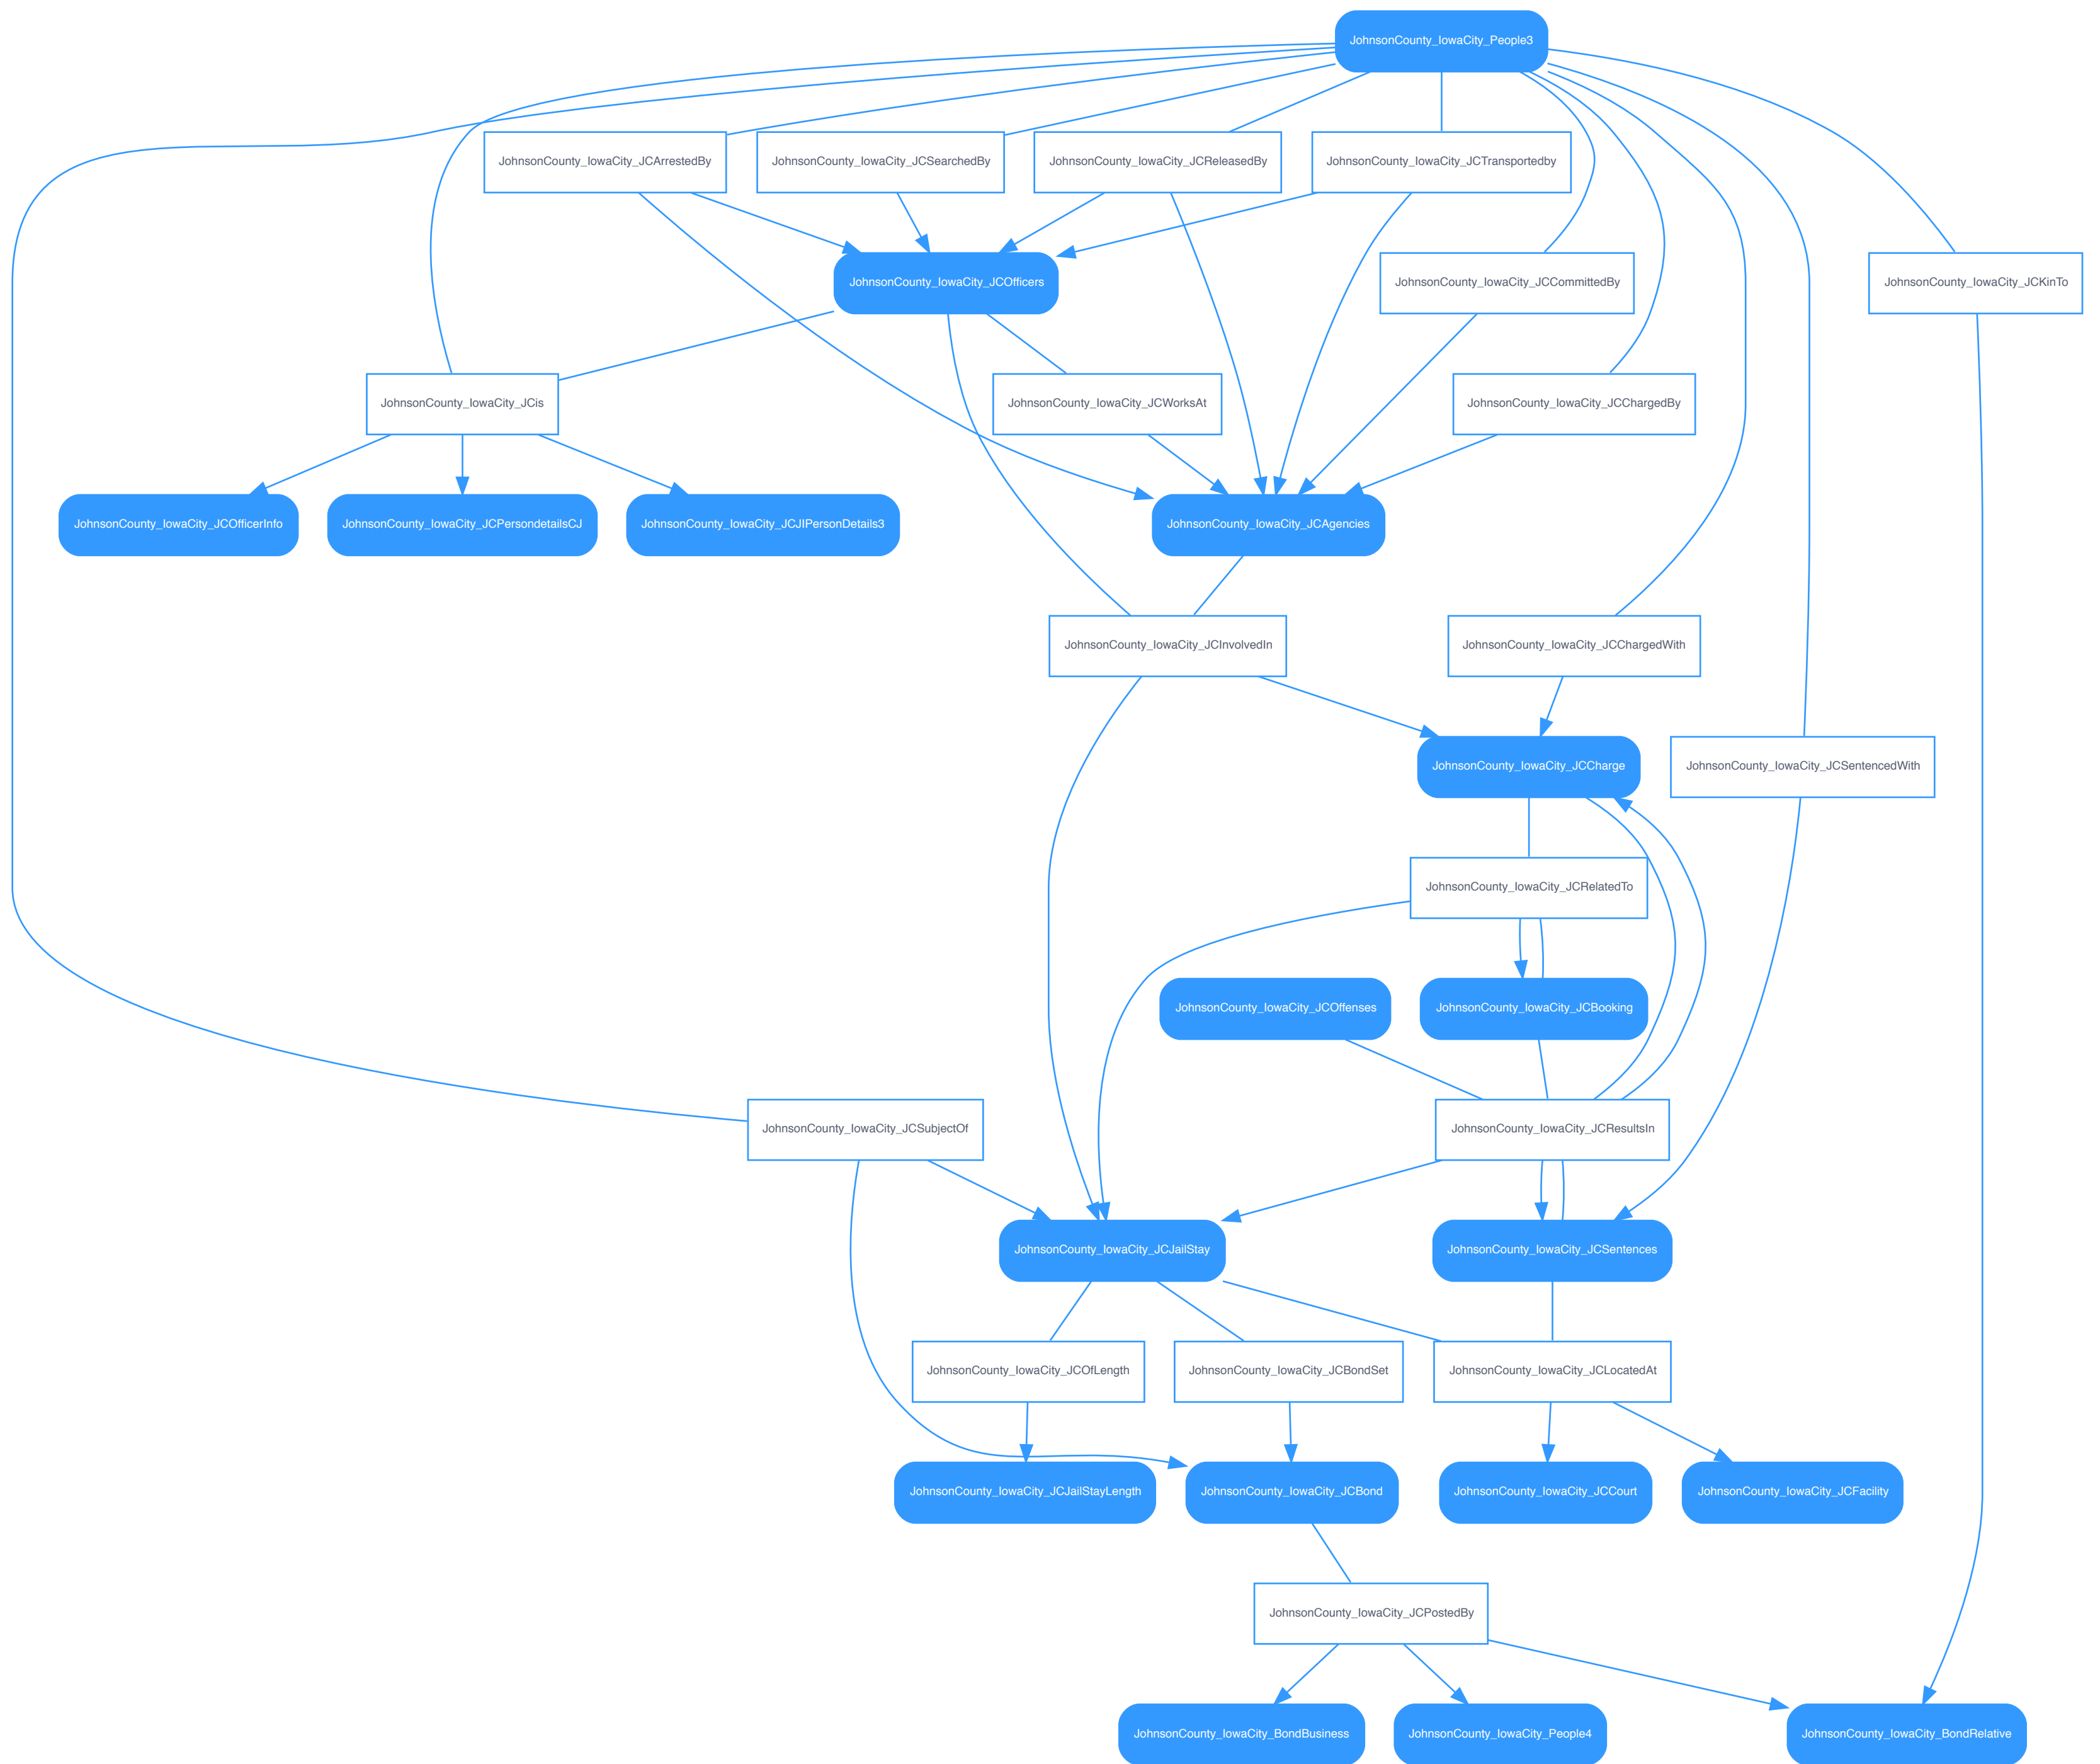 JohnsonCounty_IowaCity_People3
JohnsonCounty_IowaCity_JCArrestedBy
JohnsonCounty_IowaCity_JCSearchedBy
JohnsonCounty_IowaCity_JCReleasedBy
JohnsonCounty_IowaCity_JCTransportedby
JohnsonCounty_IowaCity_JCOfficers
JohnsonCounty_IowaCity_JCCommittedBy
JohnsonCounty_IowaCity_JCKinTo
JohnsonCounty_IowaCity_JCis
JohnsonCounty_IowaCity_JCWorksAt
JohnsonCounty_IowaCity_JCChargedBy
JohnsonCounty_IowaCity_JCOfficerInfo
JohnsonCounty_IowaCity_JCPersondetailsCJ
JohnsonCounty_IowaCity_JCJIPersonDetails3
JohnsonCounty_IowaCity_JCAgencies
JohnsonCounty_IowaCity_JCInvolvedIn
JohnsonCounty_IowaCity_JCChargedWith
JohnsonCounty_IowaCity_JCCharge
JohnsonCounty_IowaCity_JCSentencedWith
JohnsonCounty_IowaCity_JCRelatedTo
JohnsonCounty_IowaCity_JCOffenses
JohnsonCounty_IowaCity_JCBooking
JohnsonCounty_IowaCity_JCSubjectOf
JohnsonCounty_IowaCity_JCResultsIn
JohnsonCounty_IowaCity_JCJailStay
JohnsonCounty_IowaCity_JCSentences
JohnsonCounty_IowaCity_JCOfLength
JohnsonCounty_IowaCity_JCBondSet
JohnsonCounty_IowaCity_JCLocatedAt
JohnsonCounty_IowaCity_JCJailStayLength
JohnsonCounty_IowaCity_JCBond
JohnsonCounty_IowaCity_JCCourt
JohnsonCounty_IowaCity_JCFacility
JohnsonCounty_IowaCity_JCPostedBy
JohnsonCounty_IowaCity_BondBusiness
JohnsonCounty_IowaCity_People4
JohnsonCounty_IowaCity_BondRelative